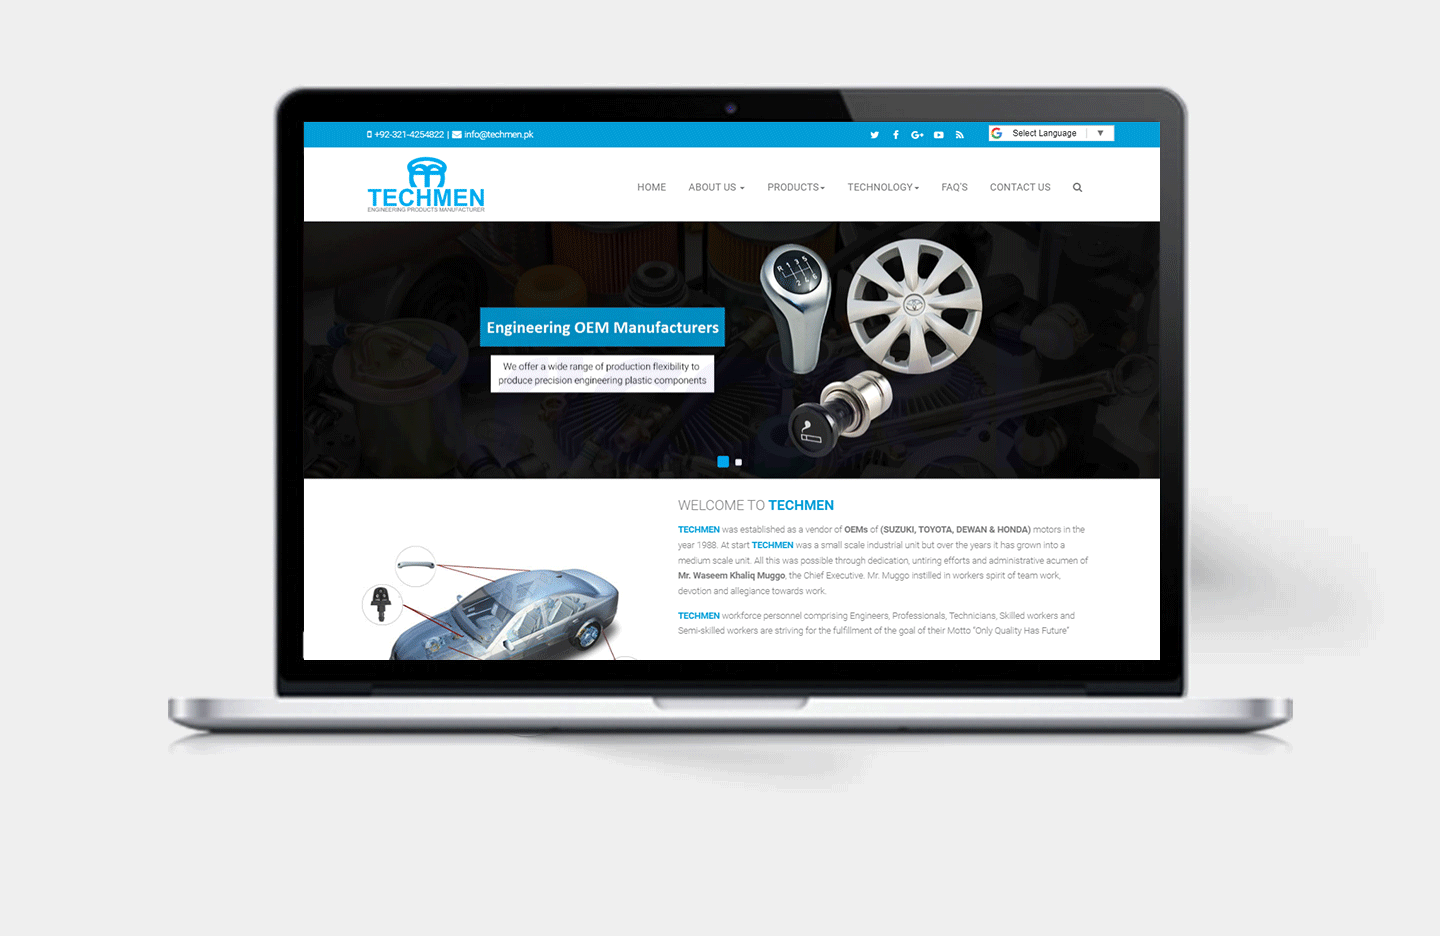 +92-321-4254822 | info@techmen.pk
Select Language ▼
TECHMEN
ENGINEERING PRODUCTS MANUFACTURER
HOME ABOUT US PRODUCTS TECHNOLOGY FAQ'S CONTACT US
R 1 3 5
2 4 6
Engineering OEM Manufacturers
We offer a wide range of production flexibility to
produce precision engineering plastic components
WELCOME TO TECHMEN
TECHMEN was established as a vendor of OEMs of (SUZUKI, TOYOTA, DEWAN & HONDA) motors in the
year 1988. At start TECHMEN was a small scale industrial unit but over the years it has grown into a
medium scale unit. All this was possible through dedication, untiring efforts and administrative acumen of
Mr. Waseem Khaliq Muggo, the Chief Executive. Mr. Muggo instilled in workers spirit of team work,
devotion and allegiance towards work.
TECHMEN workforce personnel comprising Engineers, Professionals, Technicians, Skilled workers and
Semi-skilled workers are striving for the fulfillment of the goal of their Motto "Only Quality Has Future"